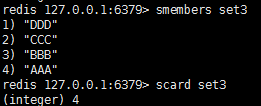 redis 127.0.0.1:6379> smembers set3
1) "DDD"
2) "CCC"
3) "BBB"
4) "AAA"
redis 127.0.0.1:6379> scard set3
(integer) 4